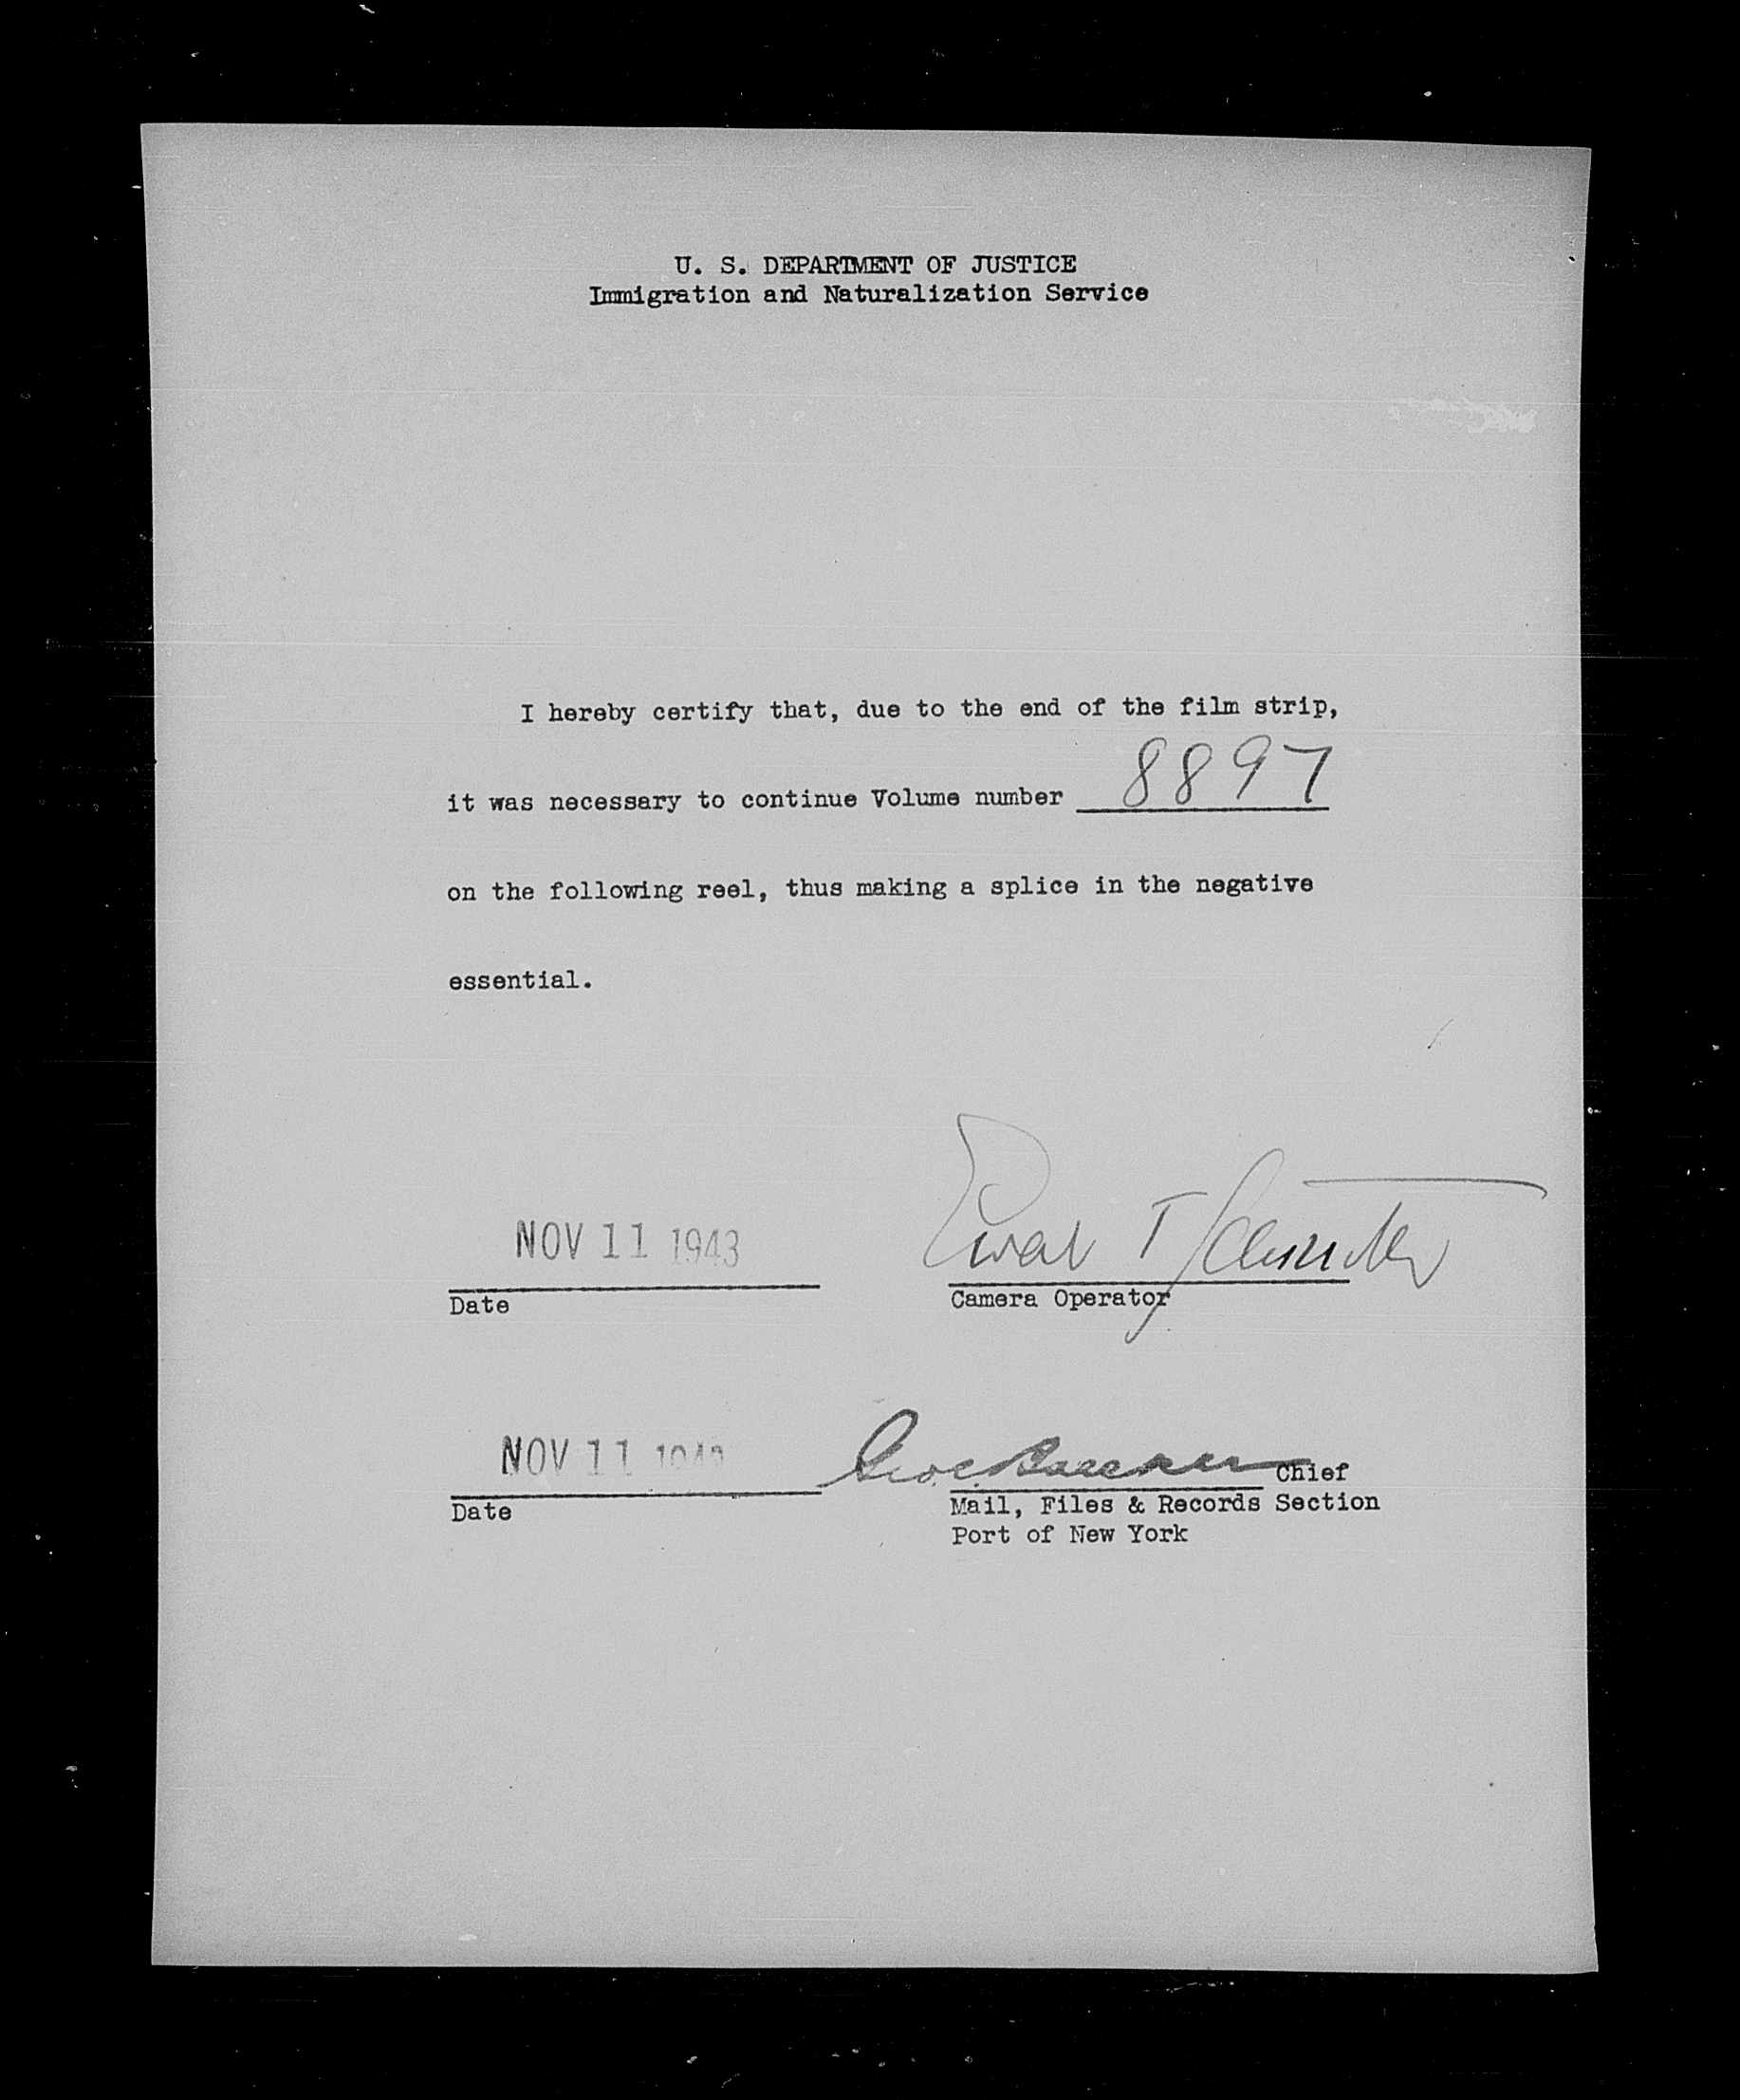 U. S. DEPARTMENT OF JUSTICE
Immigration and Naturalization Service
I hereby certify that, due to the end of the film strip,
it was necessary to continue Volume number 8897
on the following reel, thus making a splice in the negative
essential.
NOV 11 1943
Date
Camera Operator
NOV 11 1943
Date
Chief
Mail, Files & Records Section
Port of New York